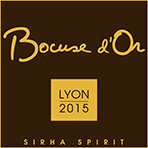 Bocuse d'Or
LYON
2015
SIRHA SPIRIT